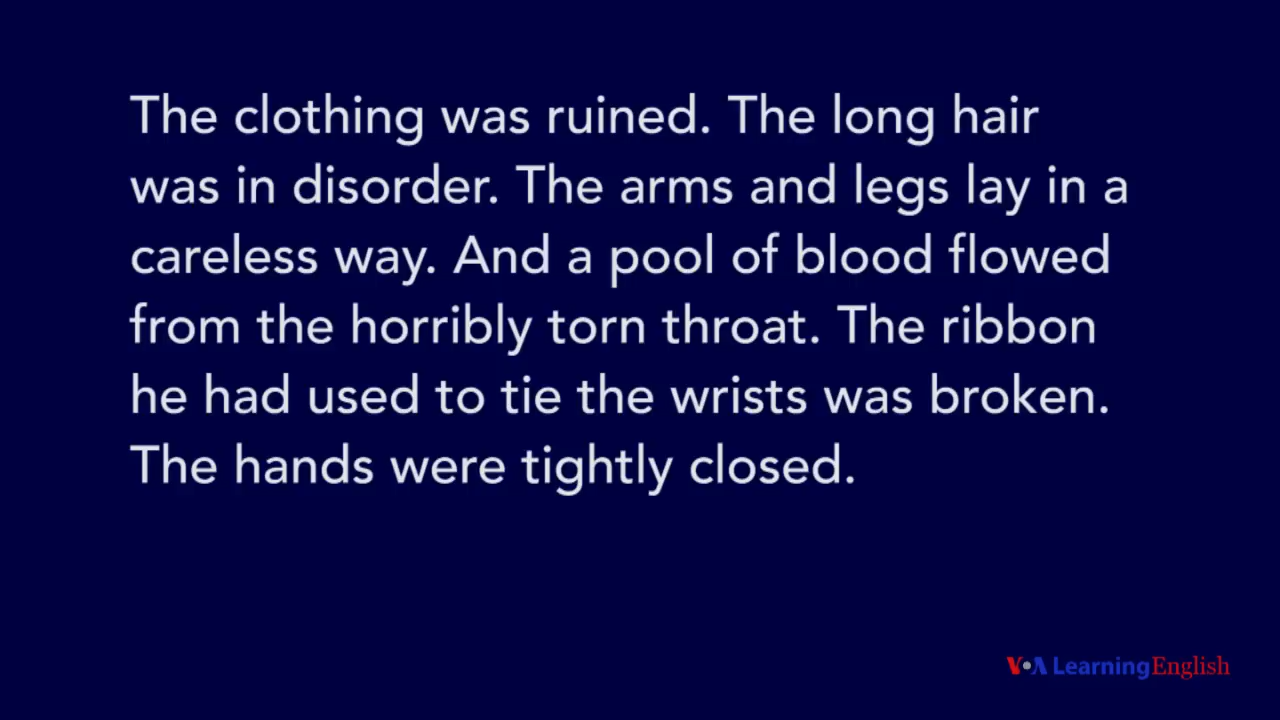 The clothing was ruined. The long hair
was in disorder. The arms and legs lay in a
careless way. And a pool of blood flowed
from the horribly torn throat. The ribbon
he had used to tie the wrists was broken.
The hands were tightly closed.
VOA Learning English